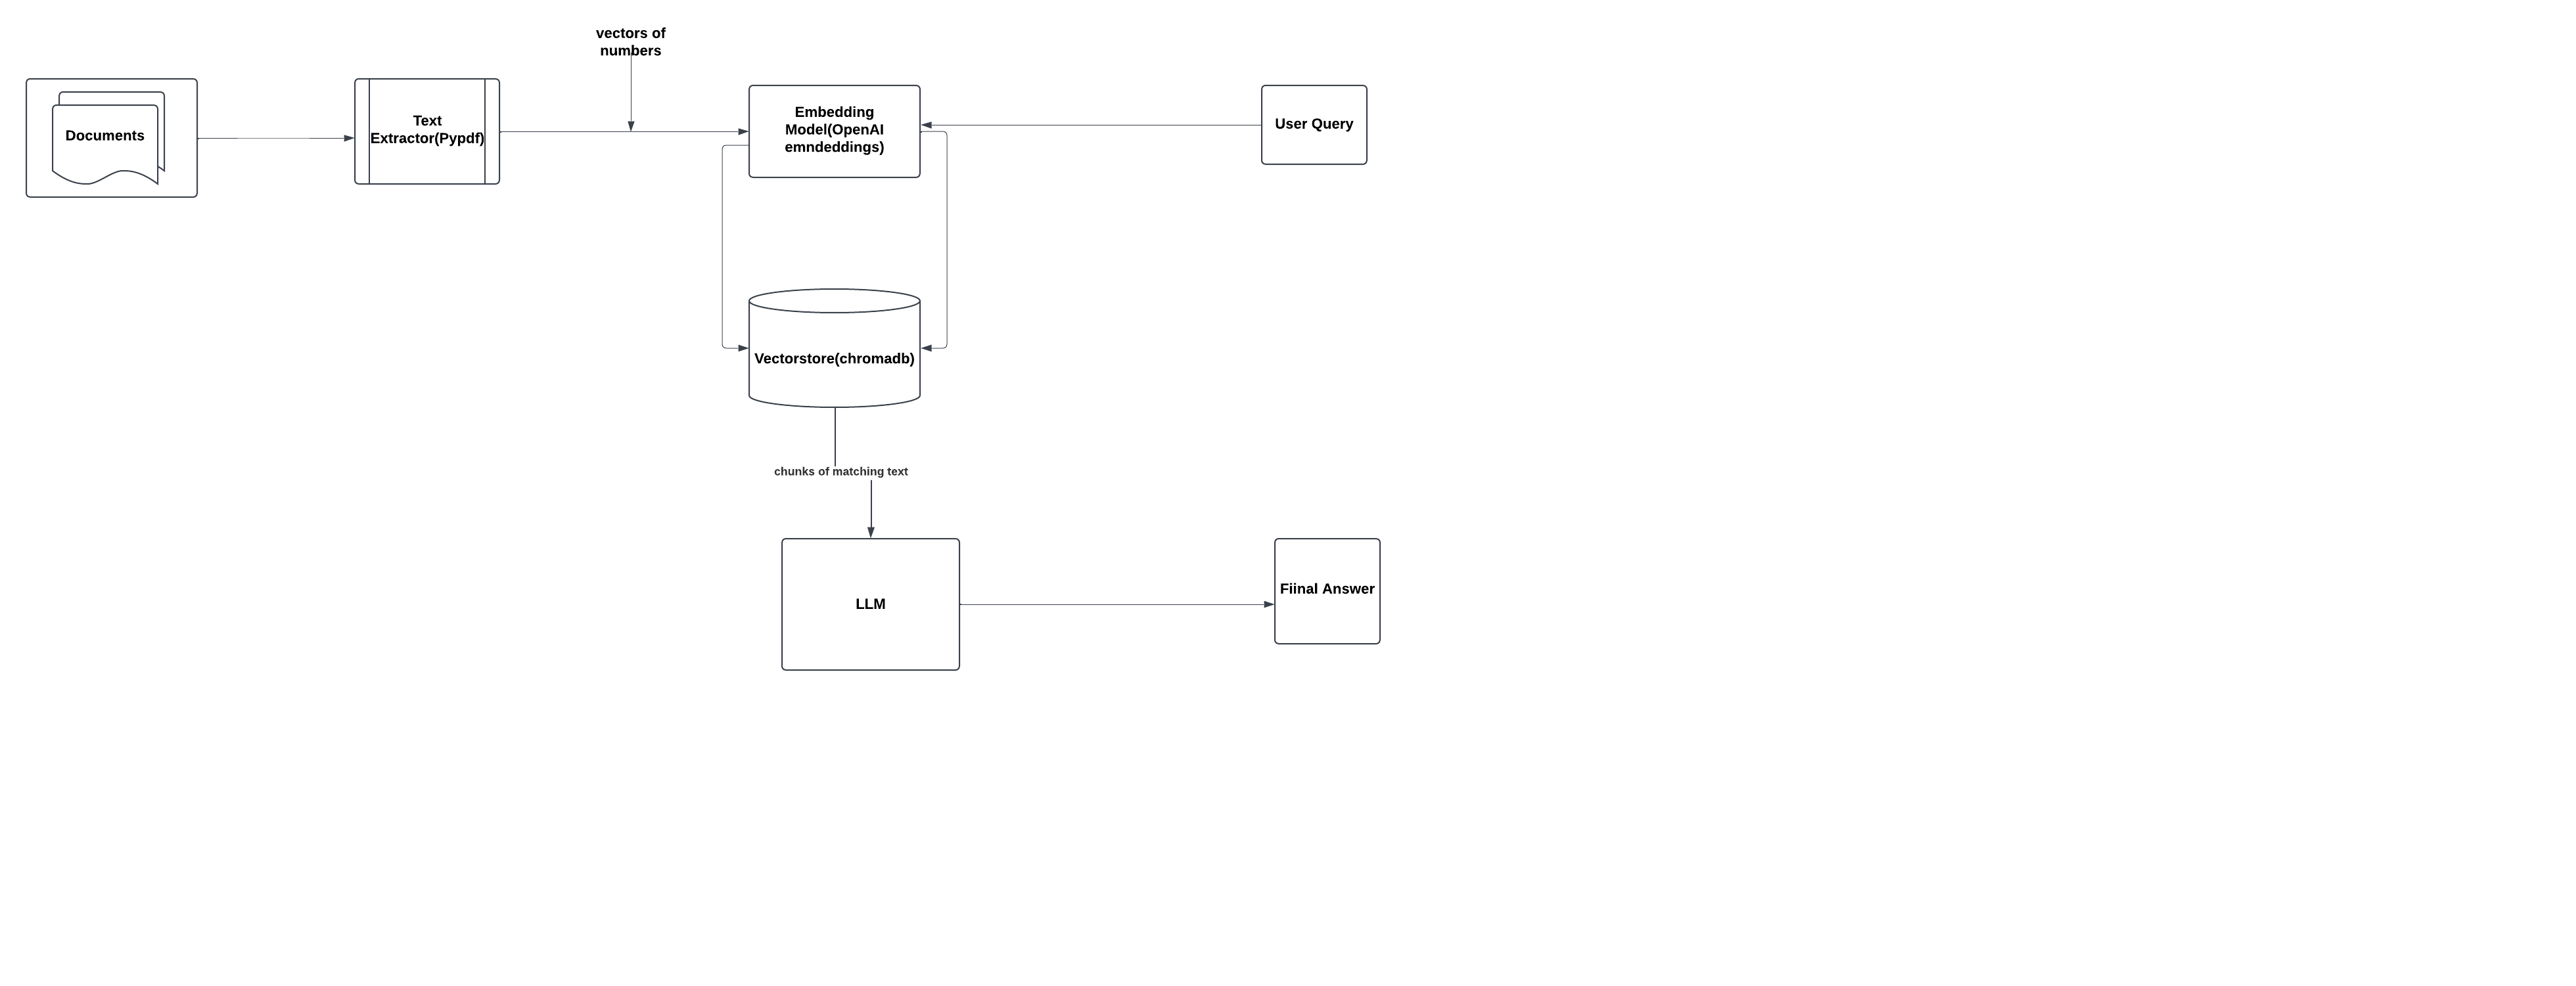 vectors of
numbers
Documents
Text
Extractor(Pypdf)
Embedding
Model(OpenAI
emndeddings)
User Query
Vectorstore(chromadb)
chunks of matching text
LLM
Fiinal Answer